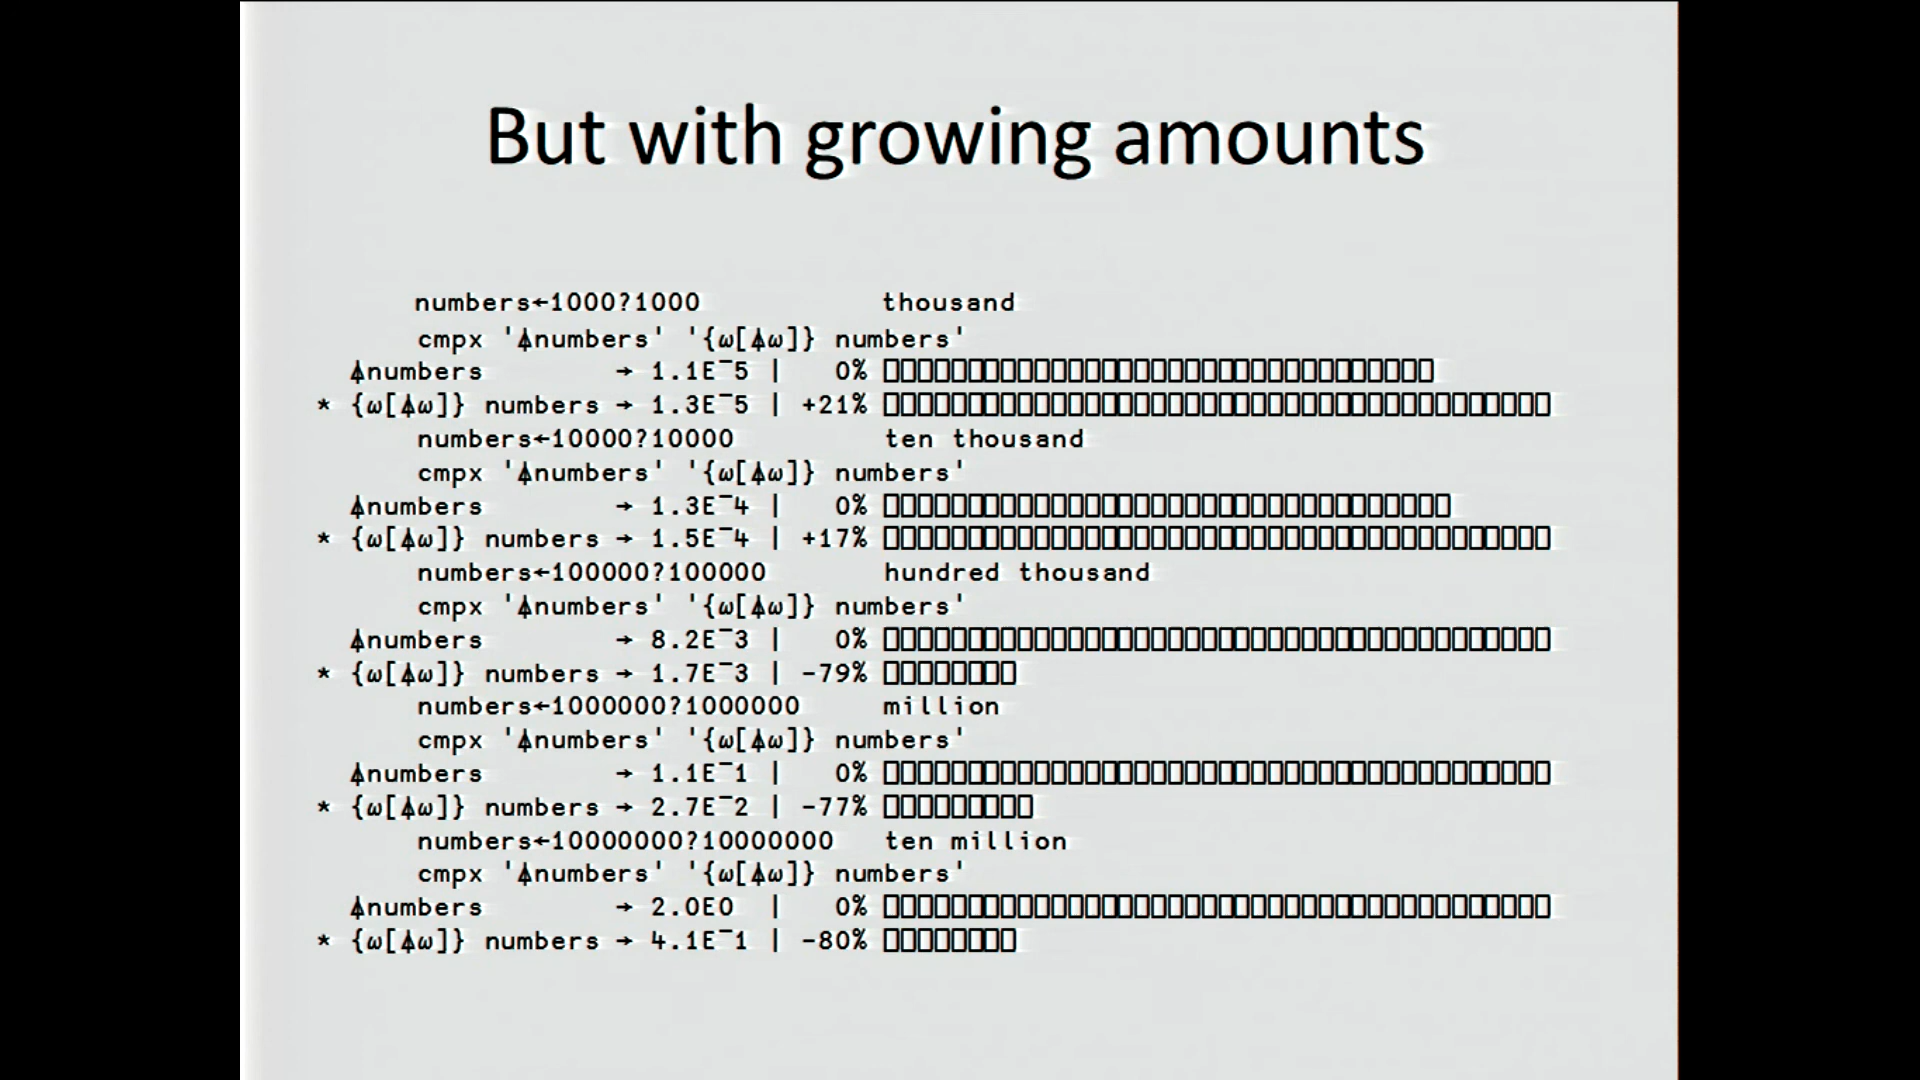 But with growing amounts
numbers←1000?1000 thousand
cmpx '⍋numbers' '{⍵[⍋⍵]} numbers'
⍋numbers → 1.1E¯5 | 0% ⎕⎕⎕⎕⎕⎕⎕⎕⎕⎕⎕⎕⎕⎕⎕⎕⎕⎕⎕⎕⎕⎕⎕⎕⎕⎕⎕⎕⎕⎕⎕⎕⎕
* {⍵[⍋⍵]} numbers → 1.3E¯5 | +21% ⎕⎕⎕⎕⎕⎕⎕⎕⎕⎕⎕⎕⎕⎕⎕⎕⎕⎕⎕⎕⎕⎕⎕⎕⎕⎕⎕⎕⎕⎕⎕⎕⎕⎕⎕⎕⎕⎕⎕⎕
numbers←10000?10000 ten thousand
cmpx '⍋numbers' '{⍵[⍋⍵]} numbers'
⍋numbers → 1.3E¯4 | 0% ⎕⎕⎕⎕⎕⎕⎕⎕⎕⎕⎕⎕⎕⎕⎕⎕⎕⎕⎕⎕⎕⎕⎕⎕⎕⎕⎕⎕⎕⎕⎕⎕⎕⎕
* {⍵[⍋⍵]} numbers → 1.5E¯4 | +17% ⎕⎕⎕⎕⎕⎕⎕⎕⎕⎕⎕⎕⎕⎕⎕⎕⎕⎕⎕⎕⎕⎕⎕⎕⎕⎕⎕⎕⎕⎕⎕⎕⎕⎕⎕⎕⎕⎕⎕⎕
numbers←100000?100000 hundred thousand
cmpx '⍋numbers' '{⍵[⍋⍵]} numbers'
⍋numbers → 8.2E¯3 | 0% ⎕⎕⎕⎕⎕⎕⎕⎕⎕⎕⎕⎕⎕⎕⎕⎕⎕⎕⎕⎕⎕⎕⎕⎕⎕⎕⎕⎕⎕⎕⎕⎕⎕⎕⎕⎕⎕⎕⎕⎕
* {⍵[⍋⍵]} numbers → 1.7E¯3 | -79% ⎕⎕⎕⎕⎕⎕⎕⎕
numbers←1000000?1000000 million
cmpx '⍋numbers' '{⍵[⍋⍵]} numbers'
⍋numbers → 1.1E¯1 | 0% ⎕⎕⎕⎕⎕⎕⎕⎕⎕⎕⎕⎕⎕⎕⎕⎕⎕⎕⎕⎕⎕⎕⎕⎕⎕⎕⎕⎕⎕⎕⎕⎕⎕⎕⎕⎕⎕⎕⎕⎕
* {⍵[⍋⍵]} numbers → 2.7E¯2 | -77% ⎕⎕⎕⎕⎕⎕⎕⎕⎕
numbers←10000000?10000000 ten million
cmpx '⍋numbers' '{⍵[⍋⍵]} numbers'
⍋numbers → 2.0E0 | 0% ⎕⎕⎕⎕⎕⎕⎕⎕⎕⎕⎕⎕⎕⎕⎕⎕⎕⎕⎕⎕⎕⎕⎕⎕⎕⎕⎕⎕⎕⎕⎕⎕⎕⎕⎕⎕⎕⎕⎕⎕
* {⍵[⍋⍵]} numbers → 4.1E¯1 | -80% ⎕⎕⎕⎕⎕⎕⎕⎕